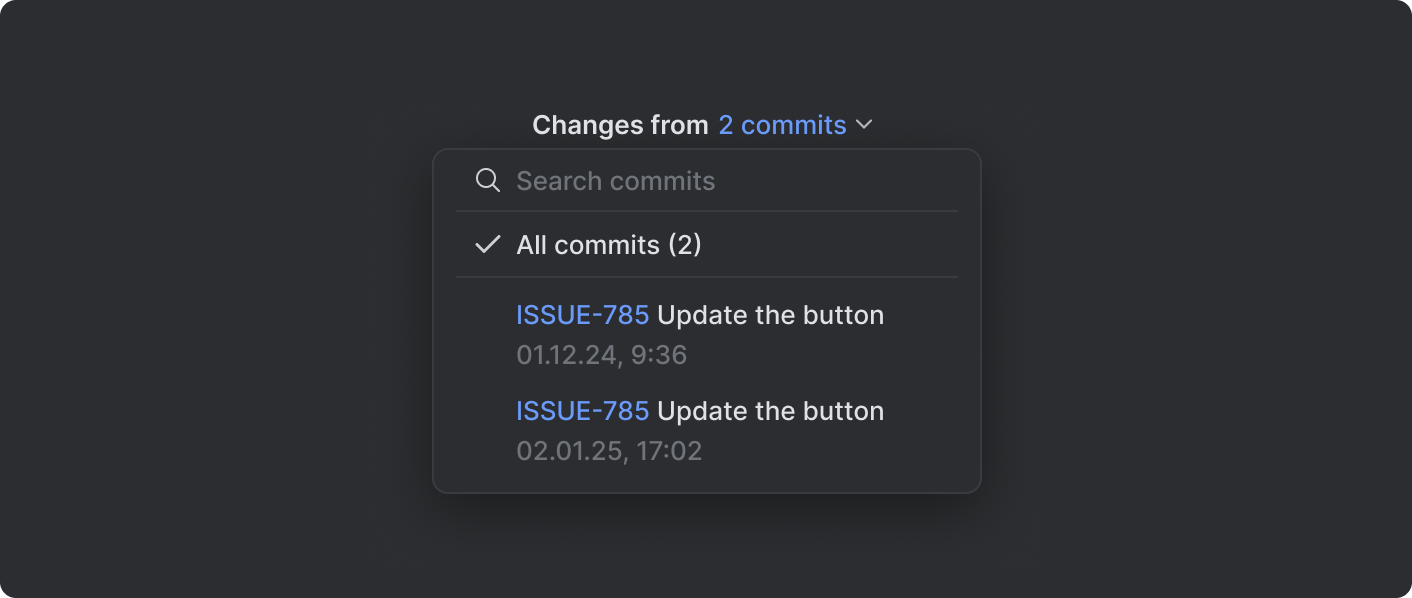 Changes from 2 commits
Search commits
All commits (2)
ISSUE-785 Update the button
01.12.24, 9:36
ISSUE-785 Update the button
02.01.25, 17:02